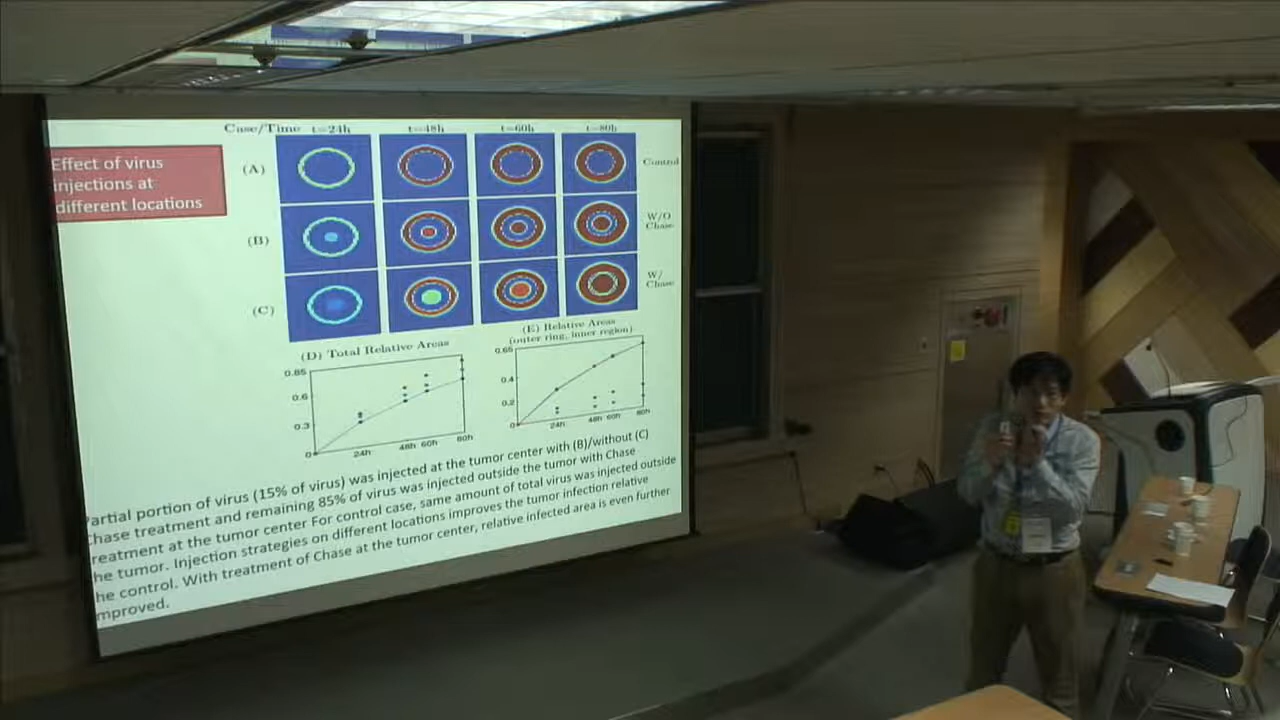 Effect of virus
injections at
different locations
Case/Time t=24h t=48h t=60h t=80h
(A) Control
(B) W/O
Chase
(C) W/
Chase
(D) Total Relative Areas
0.85
0.6
0.3
0
24h 48h 60h 80h
(E) Relative Areas
(outer ring, inner region)
0.65
0.4
0.2
0
24h 48h 60h 80h
Partial portion of virus (15% of virus) was injected at the tumor center with (B)/without (C)
Chase treatment and remaining 85% of virus was injected outside the tumor with Chase
treatment at the tumor center For control case, same amount of total virus was injected outside
the tumor. Injection strategies on different locations improves the tumor infection relative
the control. With treatment of Chase at the tumor center, relative infected area is even further
improved.